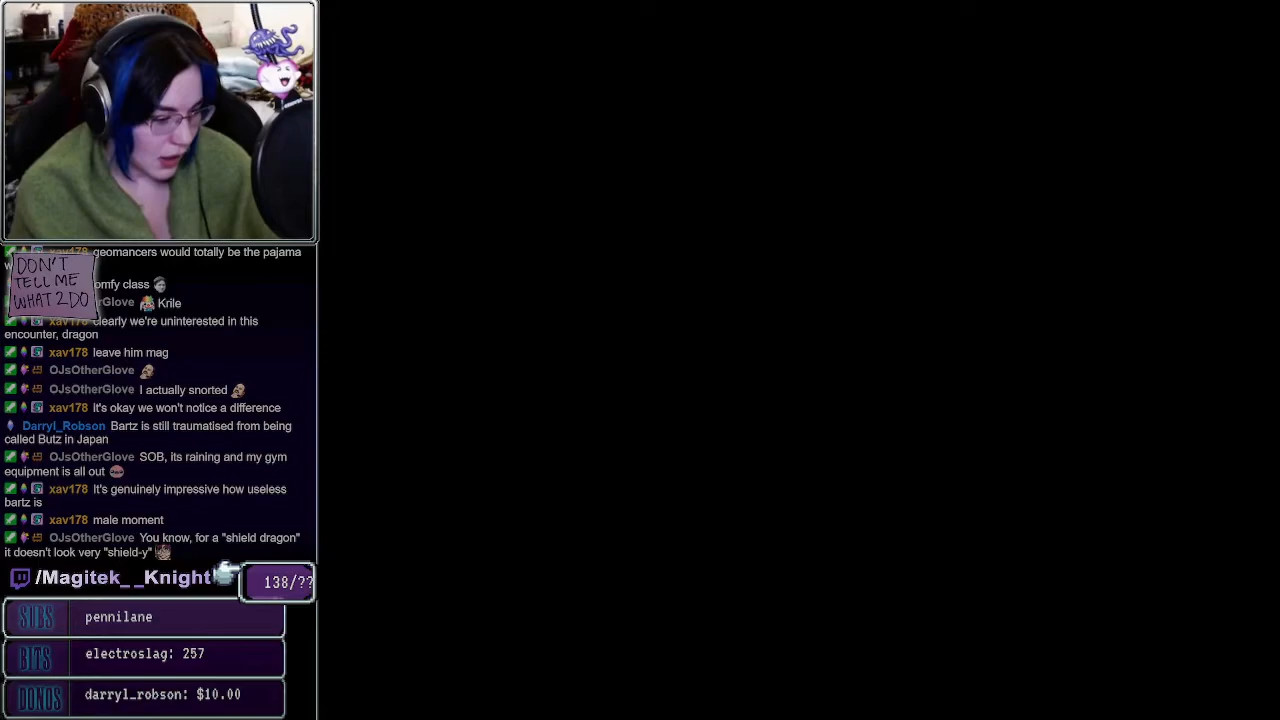 xav178 geomancers would totally be the pajama
w
DON'T
TELL ME
WHAT 2 DO
omfy class
Glove Krile
xav178 clearly we're uninterested in this
encounter, dragon
xav178 leave him mag
OJsOtherGlove
OJsOtherGlove I actually snorted
xav178 It's okay we won't notice a difference
Darryl_Robson Bartz is still traumatised from being
called Butz in Japan
OJsOtherGlove SOB, its raining and my gym
equipment is all out
xav178 It's genuinely impressive how useless
bartz is
xav178 male moment
OJsOtherGlove You know, for a "shield dragon"
it doesn't look very "shield-y"
/Magitek__Knight
138/??
SUBS pennilane
BITS electroslag: 257
DONOS darryl_robson: $10.00